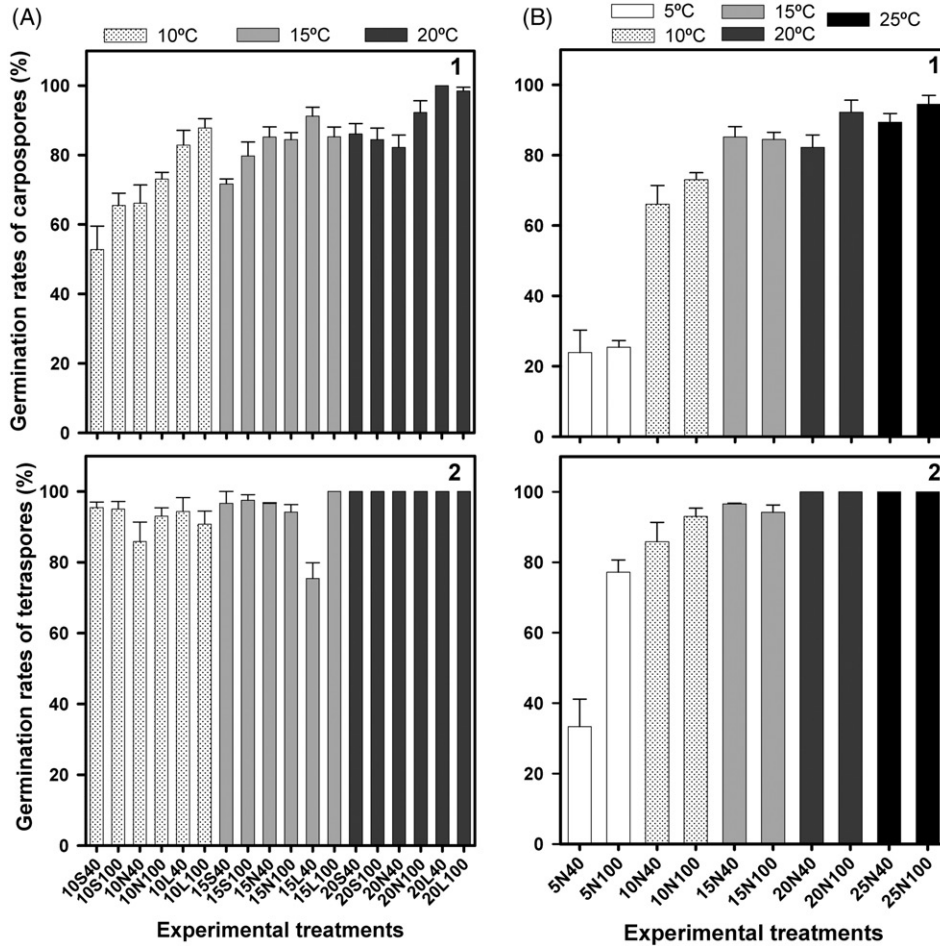 (A)
10ºC 15ºC 20ºC
Germination rates of carpospores (%)
1
100
80
60
40
20
0
Germination rates of tetraspores (%)
2
100
80
60
40
20
0
10S40 10S100 10N40 10N100 10L40 10L100 15S40 15S100 15N40 15N100 15L40 15L100 20S40 20S100 20N40 20N100 20L40 20L100
Experimental treatments
(B)
5ºC 15ºC 25ºC
10ºC 20ºC
1
100
80
60
40
20
0
2
100
80
60
40
20
0
5N40 5N100 10N40 10N100 15N40 15N100 20N40 20N100 25N40 25N100
Experimental treatments